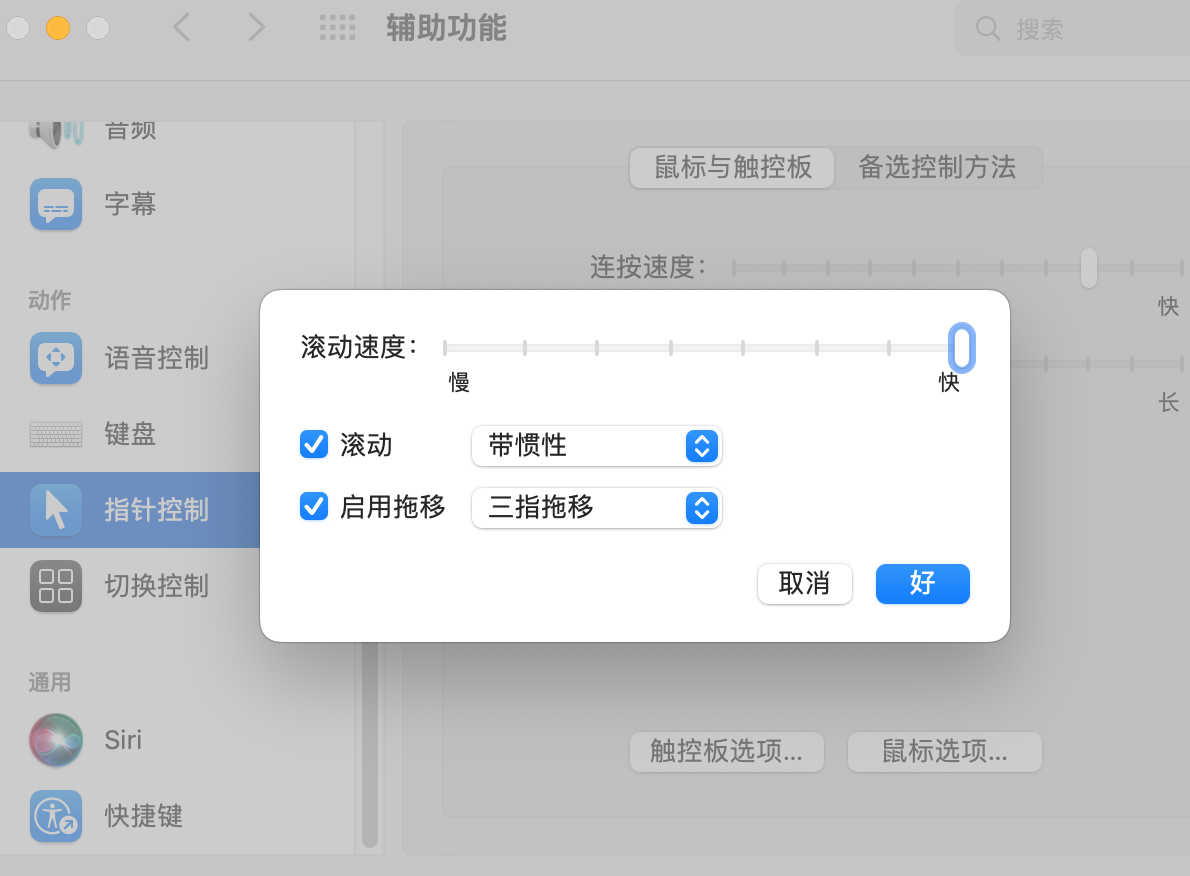 辅助功能
搜索
音频
字幕
动作
语音控制
键盘
指针控制
切换控制
通用
Siri
快捷键
鼠标与触控板
备选控制方法
连按速度：
快
长
滚动速度：
慢
快
滚动
带惯性
启用拖移
三指拖移
取消
好
触控板选项...
鼠标选项...